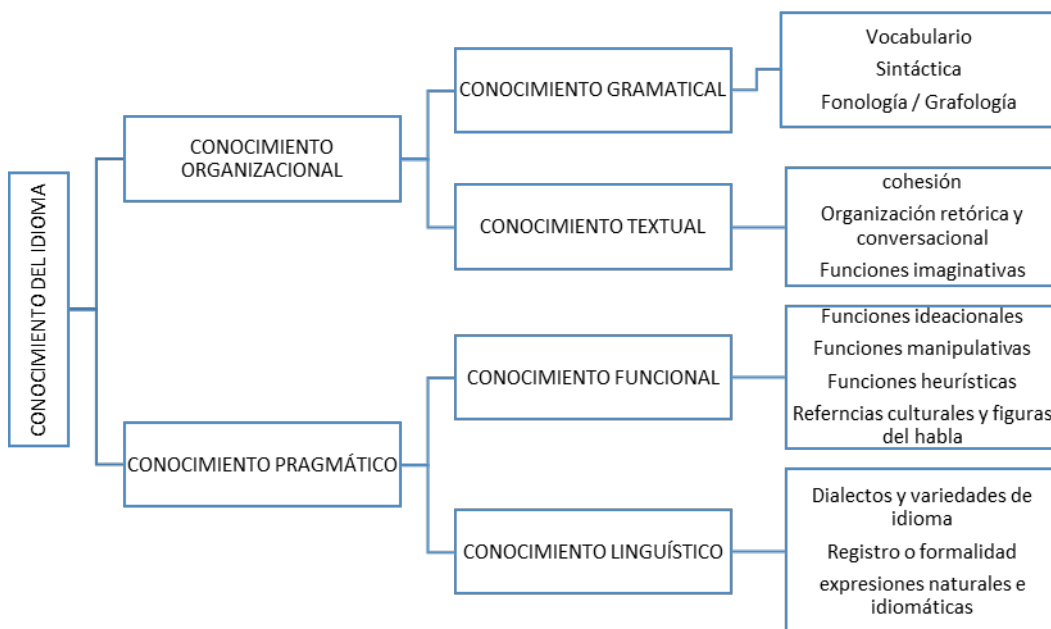 CONOCIMIENTO DEL IDIOMA
CONOCIMIENTO
ORGANIZACIONAL
CONOCIMIENTO GRAMATICAL
Vocabulario
Sintáctica
Fonología / Grafología
CONOCIMIENTO TEXTUAL
cohesión
Organización retórica y
conversacional
Funciones imaginativas
CONOCIMIENTO PRAGMÁTICO
CONOCIMIENTO FUNCIONAL
Funciones ideacionales
Funciones manipulativas
Funciones heurísticas
Referncias culturales y figuras
del habla
CONOCIMIENTO LINGUÍSTICO
Dialectos y variedades de
idioma
Registro o formalidad
expresiones naturales e
idiomáticas